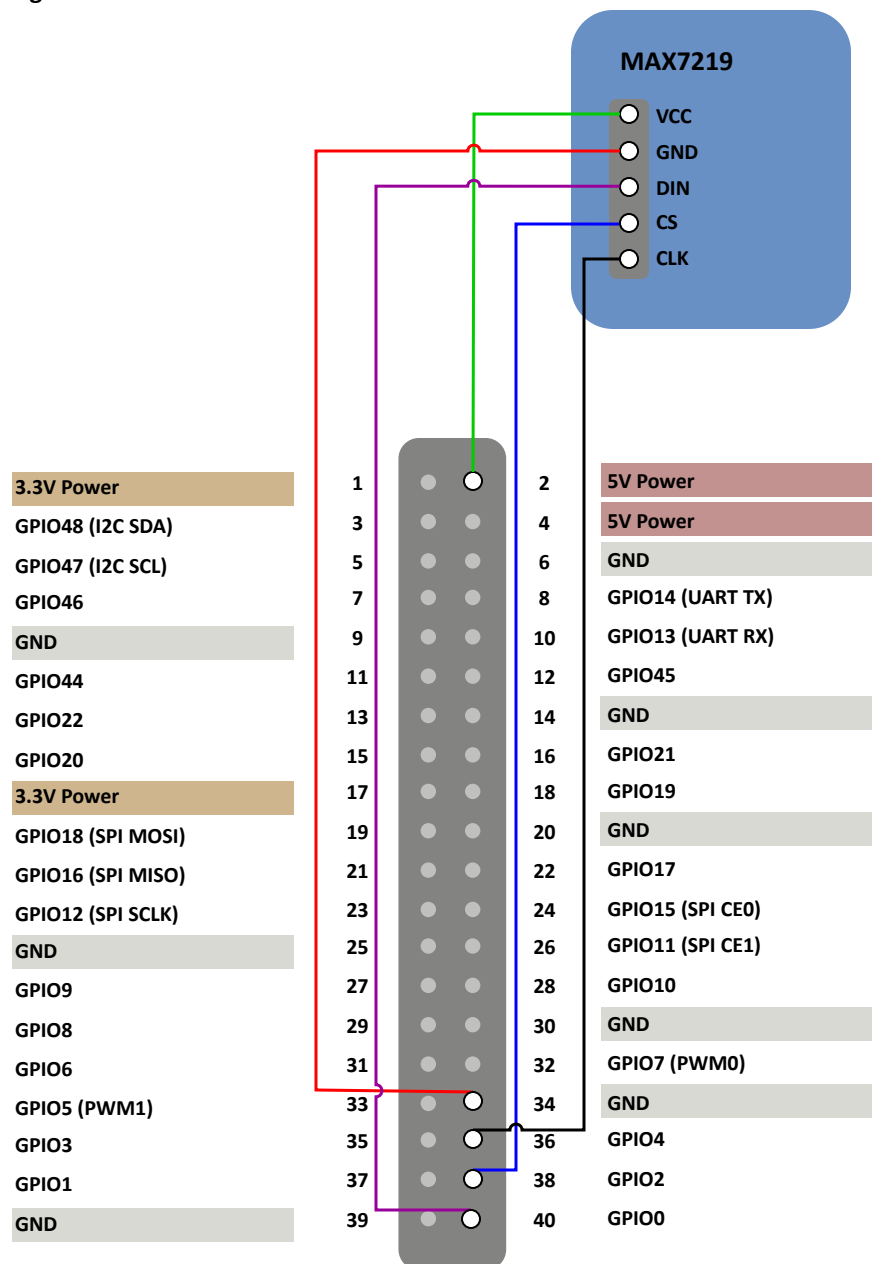 MAX7219
VCC
GND
DIN
CS
CLK
3.3V Power 1 2 5V Power
GPIO48 (I2C SDA) 3 4 5V Power
GPIO47 (I2C SCL) 5 6 GND
GPIO46 7 8 GPIO14 (UART TX)
GND 9 10 GPIO13 (UART RX)
GPIO44 11 12 GPIO45
GPIO22 13 14 GND
GPIO20 15 16 GPIO21
3.3V Power 17 18 GPIO19
GPIO18 (SPI MOSI) 19 20 GND
GPIO16 (SPI MISO) 21 22 GPIO17
GPIO12 (SPI SCLK) 23 24 GPIO15 (SPI CE0)
GND 25 26 GPIO11 (SPI CE1)
GPIO9 27 28 GPIO10
GPIO8 29 30 GND
GPIO6 31 32 GPIO7 (PWM0)
GPIO5 (PWM1) 33 34 GND
GPIO3 35 36 GPIO4
GPIO1 37 38 GPIO2
GND 39 40 GPIO0